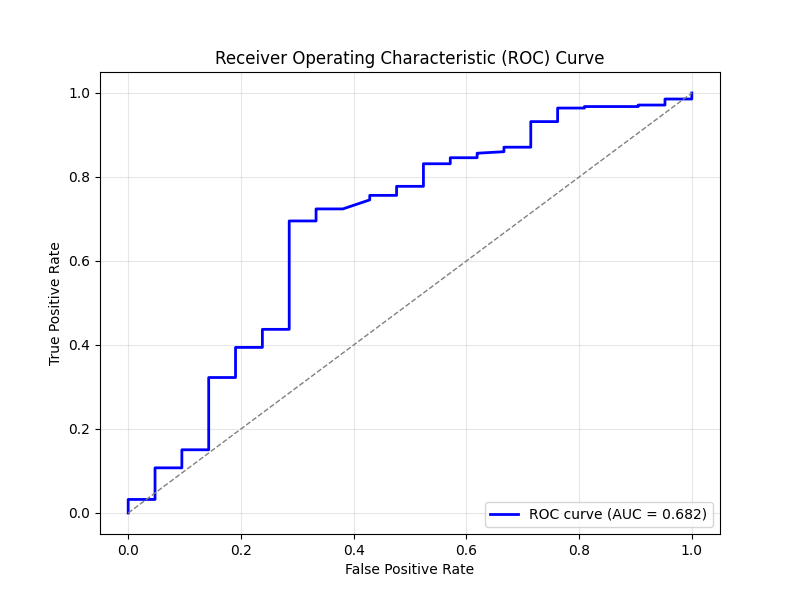 Receiver Operating Characteristic (ROC) Curve
True Positive Rate
1.0
0.8
0.6
0.4
0.2
0.0
ROC curve (AUC = 0.682)
0.0 0.2 0.4 0.6 0.8 1.0
False Positive Rate